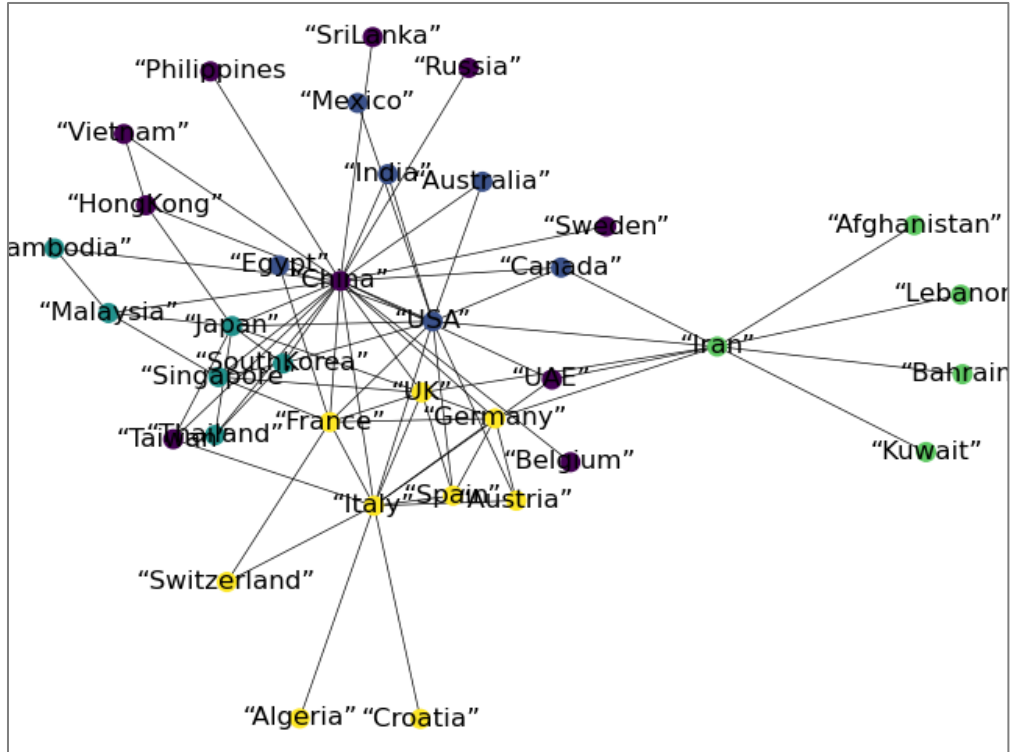 “SriLanka”
“Philippines
“Russia”
“Mexico”
“Vietnam”
“India”
“Australia”
“HongKong”
“Sweden”
“Afghanistan”
ambodia”
“Egypt”
“Canada”
“China”
“Lebanon
“Malaysia”
“Japan”
“USA”
“Iran”
“SouthKorea”
“Singapore
“UAE”
“Bahrain
“UK”
“Germany”
“France”
“Taiwan”
“Thailand”
“Kuwait”
“Belgium”
“Italy”
“Spain”
“Austria”
“Switzerland”
“Algeria”
“Croatia”